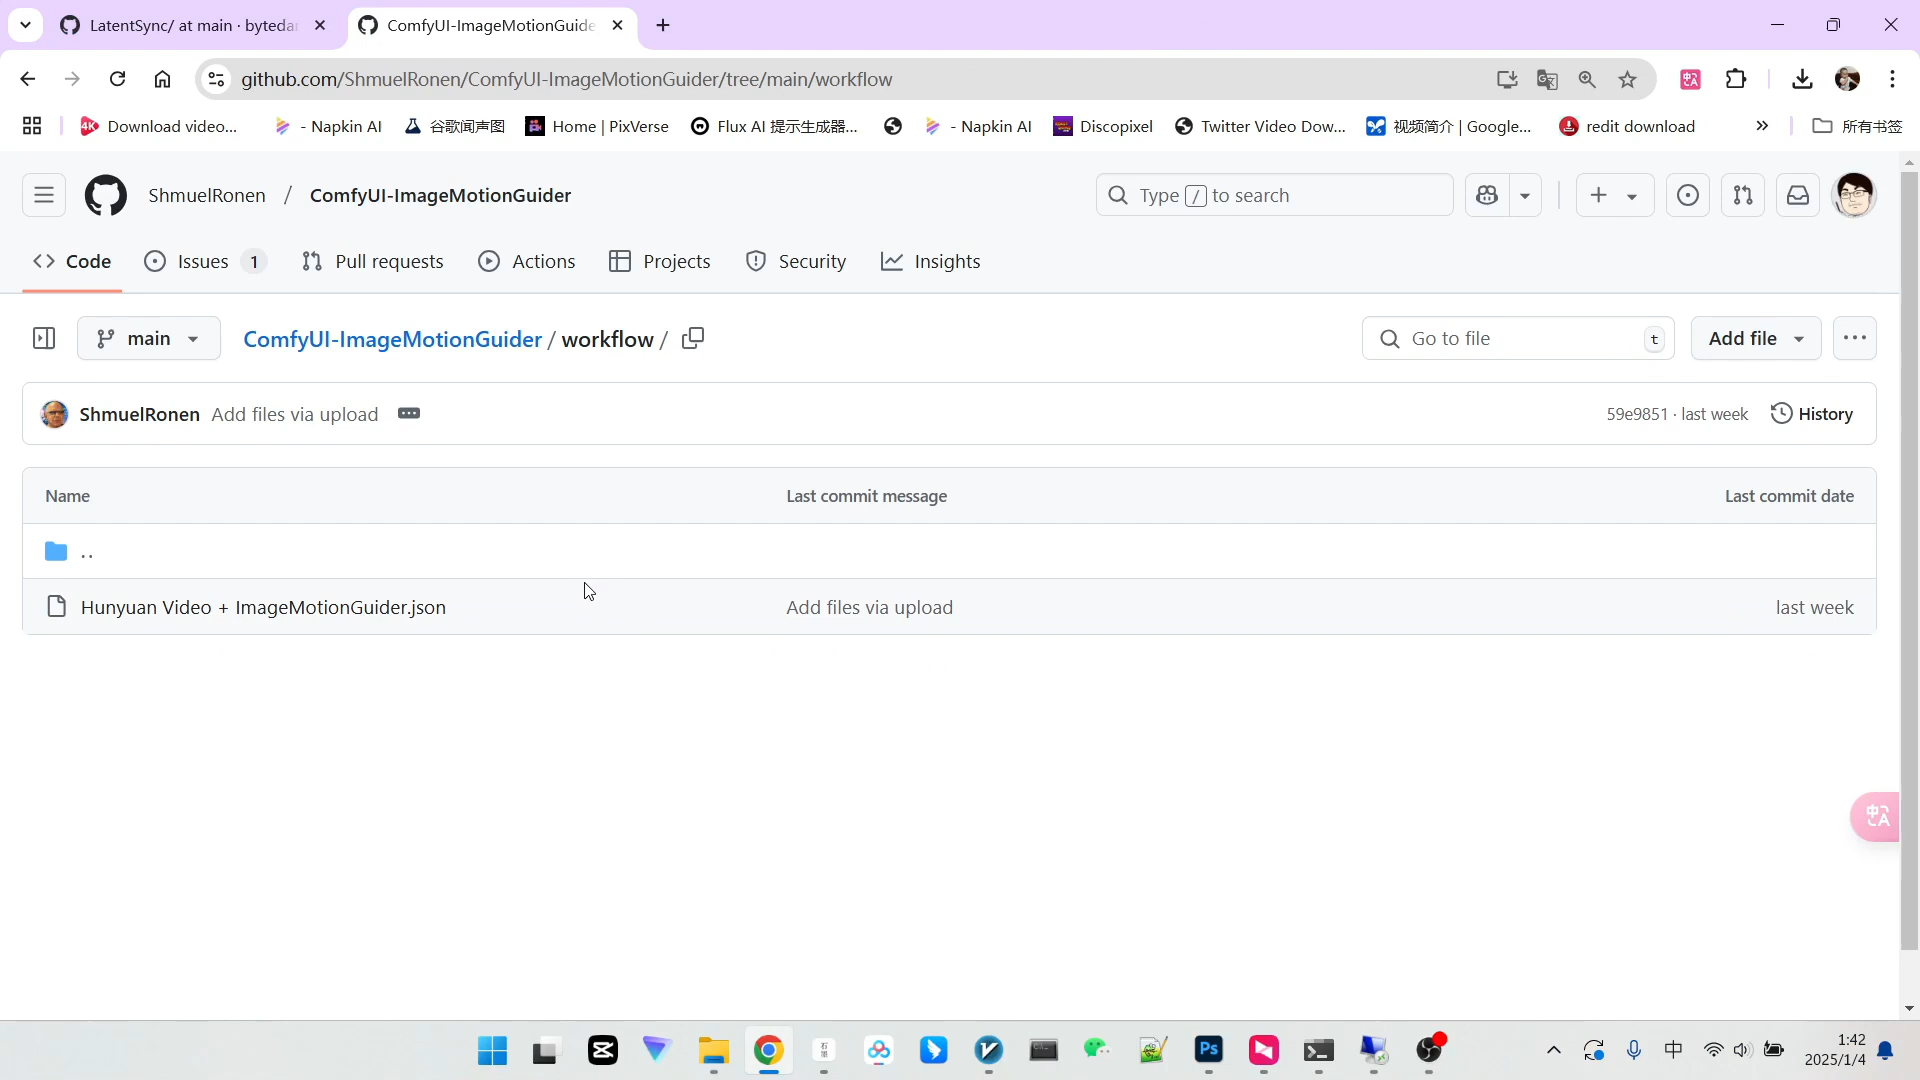 LatentSync/ at main · byteda
ComfyUI-ImageMotionGuide
github.com/ShmuelRonen/ComfyUI-ImageMotionGuider/tree/main/workflow
Download video...
- Napkin AI
谷歌闻声图
Home | PixVerse
Flux AI 提示生成器...
- Napkin AI
Discopixel
Twitter Video Dow...
视频简介 | Google...
redit download
所有书签
ShmuelRonen / ComfyUI-ImageMotionGuider
Type / to search
Code
Issues 1
Pull requests
Actions
Projects
Security
Insights
main
ComfyUI-ImageMotionGuider / workflow /
Go to file t
Add file
ShmuelRonen Add files via upload
59e9851 · last week
History
Name
Last commit message
Last commit date
..
Hunyuan Video + ImageMotionGuider.json
Add files via upload
last week
中A
Ps
中
1:42
2025/1/4